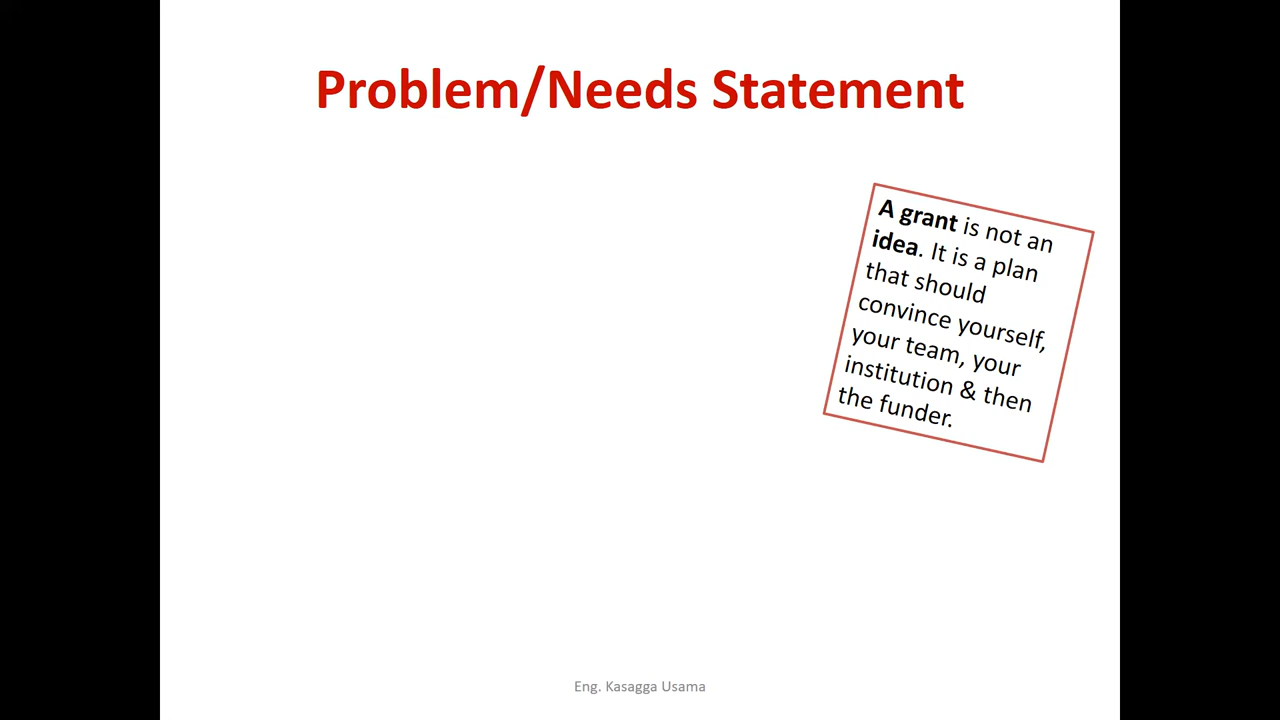 Problem/Needs Statement
A grant is not an
idea. It is a plan
that should
convince yourself,
your team, your
institution & then
the funder.
Eng. Kasagga Usama